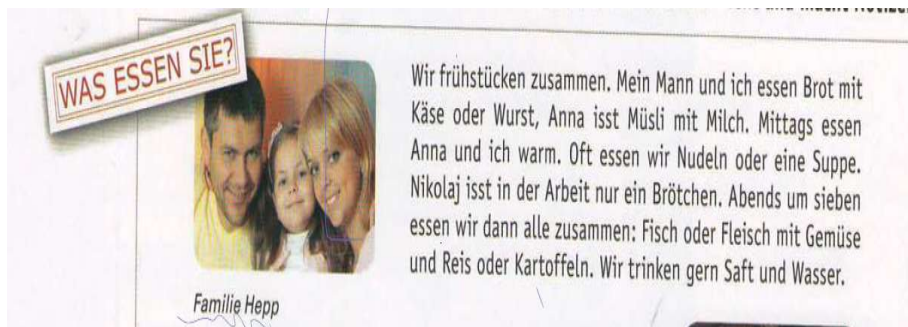 WAS ESSEN SIE?
Wir frühstücken zusammen. Mein Mann und ich essen Brot mit
Käse oder Wurst, Anna isst Müsli mit Milch. Mittags essen
Anna und ich warm. Oft essen wir Nudeln oder eine Suppe.
Nikolaj isst in der Arbeit nur ein Brötchen. Abends um sieben
essen wir dann alle zusammen: Fisch oder Fleisch mit Gemüse
und Reis oder Kartoffeln. Wir trinken gern Saft und Wasser.
Familie Hepp